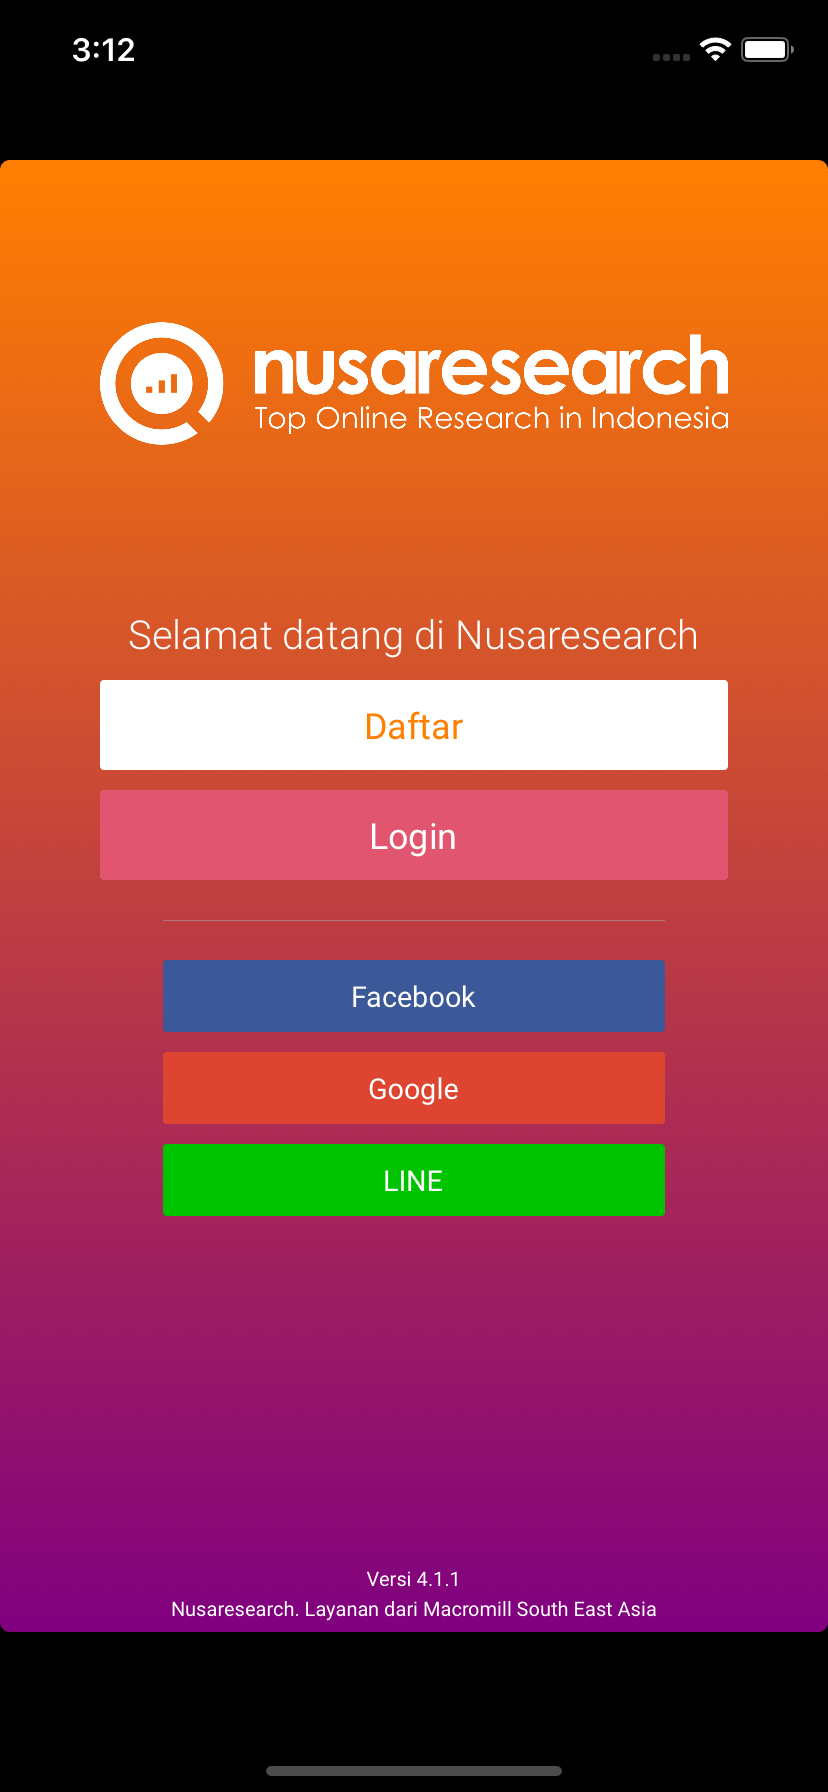 3:12
nusaresearch
Top Online Research in Indonesia
Selamat datang di Nusaresearch
Daftar
Login
Facebook
Google
LINE
Versi 4.1.1
Nusaresearch. Layanan dari Macromill South East Asia